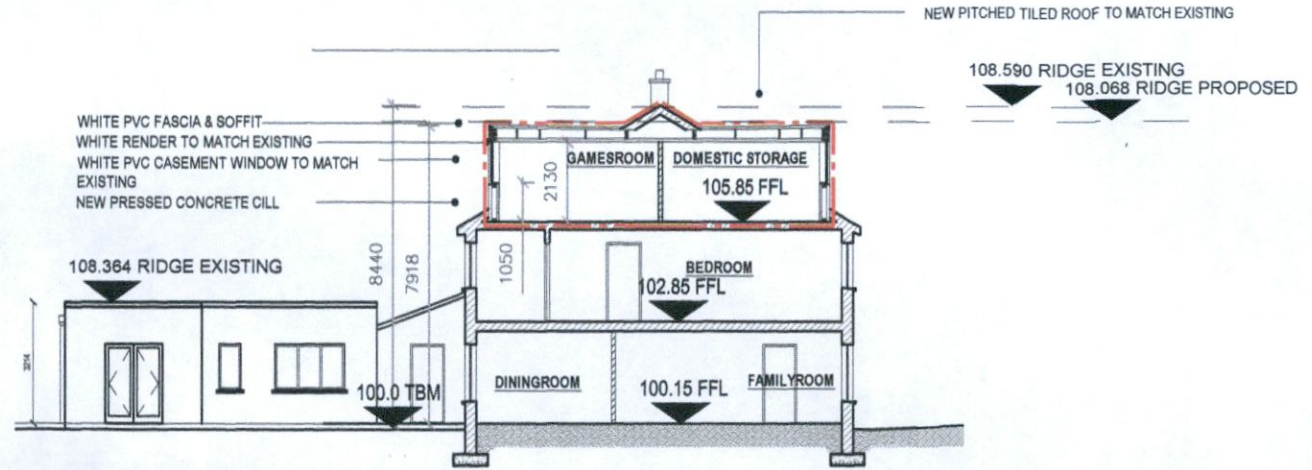 NEW PITCHED TILED ROOF TO MATCH EXISTING
108.590 RIDGE EXISTING
108.068 RIDGE PROPOSED
WHITE PVC FASCIA & SOFFIT
WHITE RENDER TO MATCH EXISTING
WHITE PVC CASEMENT WINDOW TO MATCH
EXISTING
NEW PRESSED CONCRETE CILL
GAMESROOM
DOMESTIC STORAGE
2130
105.85 FFL
8440
7918
1050
108.364 RIDGE EXISTING
BEDROOM
102.85 FFL
3214
100.0 TBM
DININGROOM
100.15 FFL
FAMILYROOM